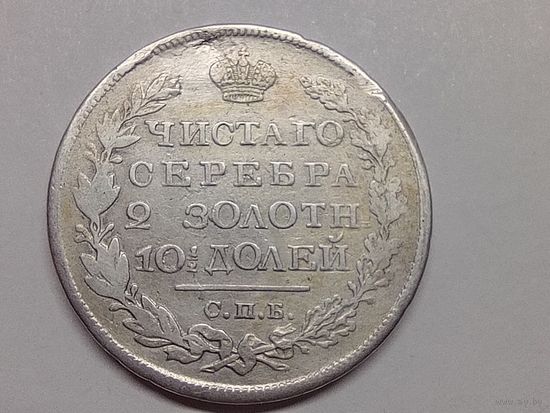 ЧИСТАГО
СЕРЕБРА
2 ЗОЛОТН
10½ ДОЛЕЙ
С.П.Б.